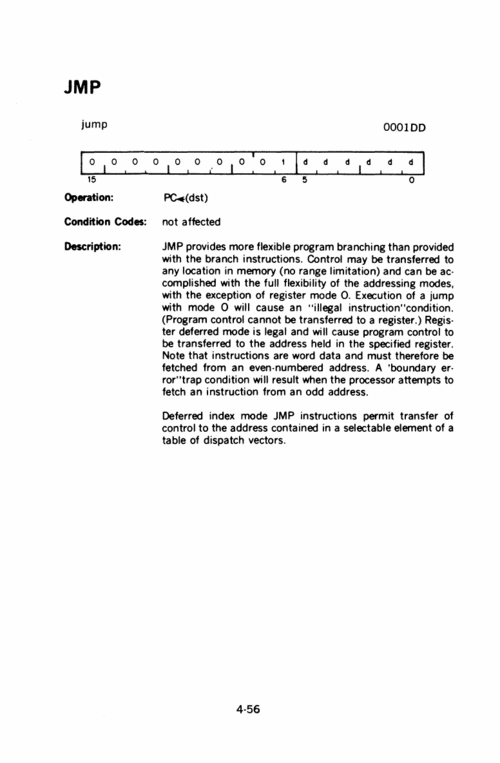 JMP
jump 0001DD
0 0 0 0 0 0 0 0 0 1 d d d d d d
15 6 5 0
Operation: PC◄(dst)
Condition Codes: not affected
Description: JMP provides more flexible program branching than provided
with the branch instructions. Control may be transferred to
any location in memory (no range limitation) and can be ac-
complished with the full flexibility of the addressing modes,
with the exception of register mode 0. Execution of a jump
with mode 0 will cause an "illegal instruction"condition.
(Program control cannot be transferred to a register.) Regis-
ter deferred mode is legal and will cause program control to
be transferred to the address held in the specified register.
Note that instructions are word data and must therefore be
fetched from an even-numbered address. A 'boundary er-
ror"trap condition will result when the processor attempts to
fetch an instruction from an odd address.
Deferred index mode JMP instructions permit transfer of
control to the address contained in a selectable element of a
table of dispatch vectors.
4-56